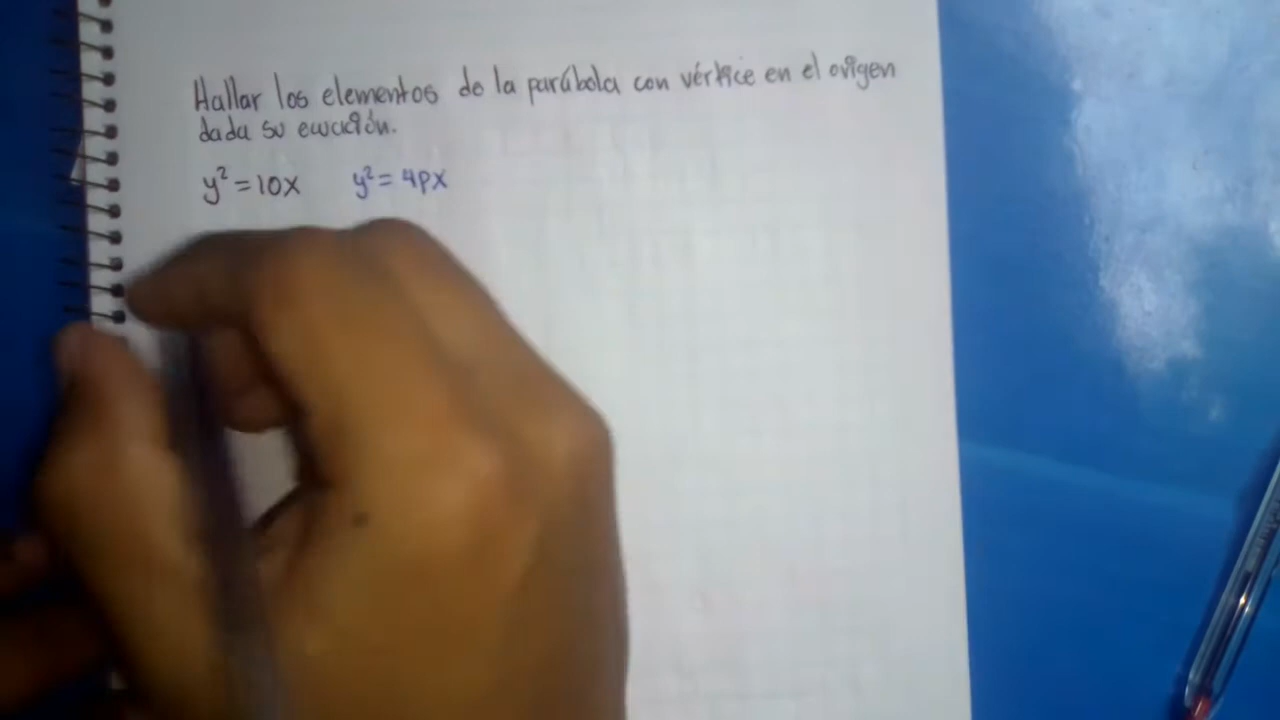 Hallar los elementos de la parábola con vértice en el origen
dada su ecuación.
y² = 10x y² = 4px